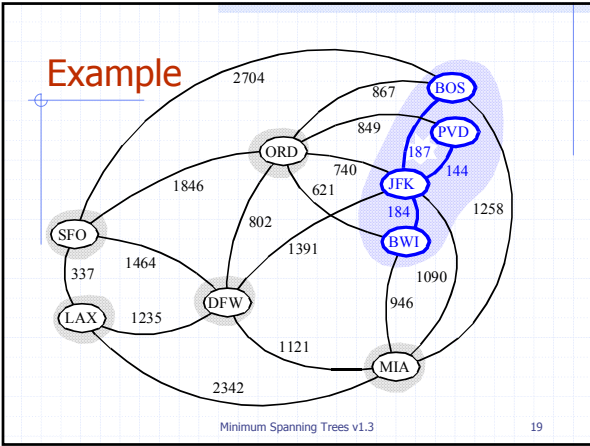 Example
2704
BOS
867
849
PVD
ORD
187
740
144
1846
JFK
621
184
1258
SFO
802
BWI
1464
1391
337
1090
946
DFW
LAX
1235
1121
MIA
2342
Minimum Spanning Trees v1.3 19